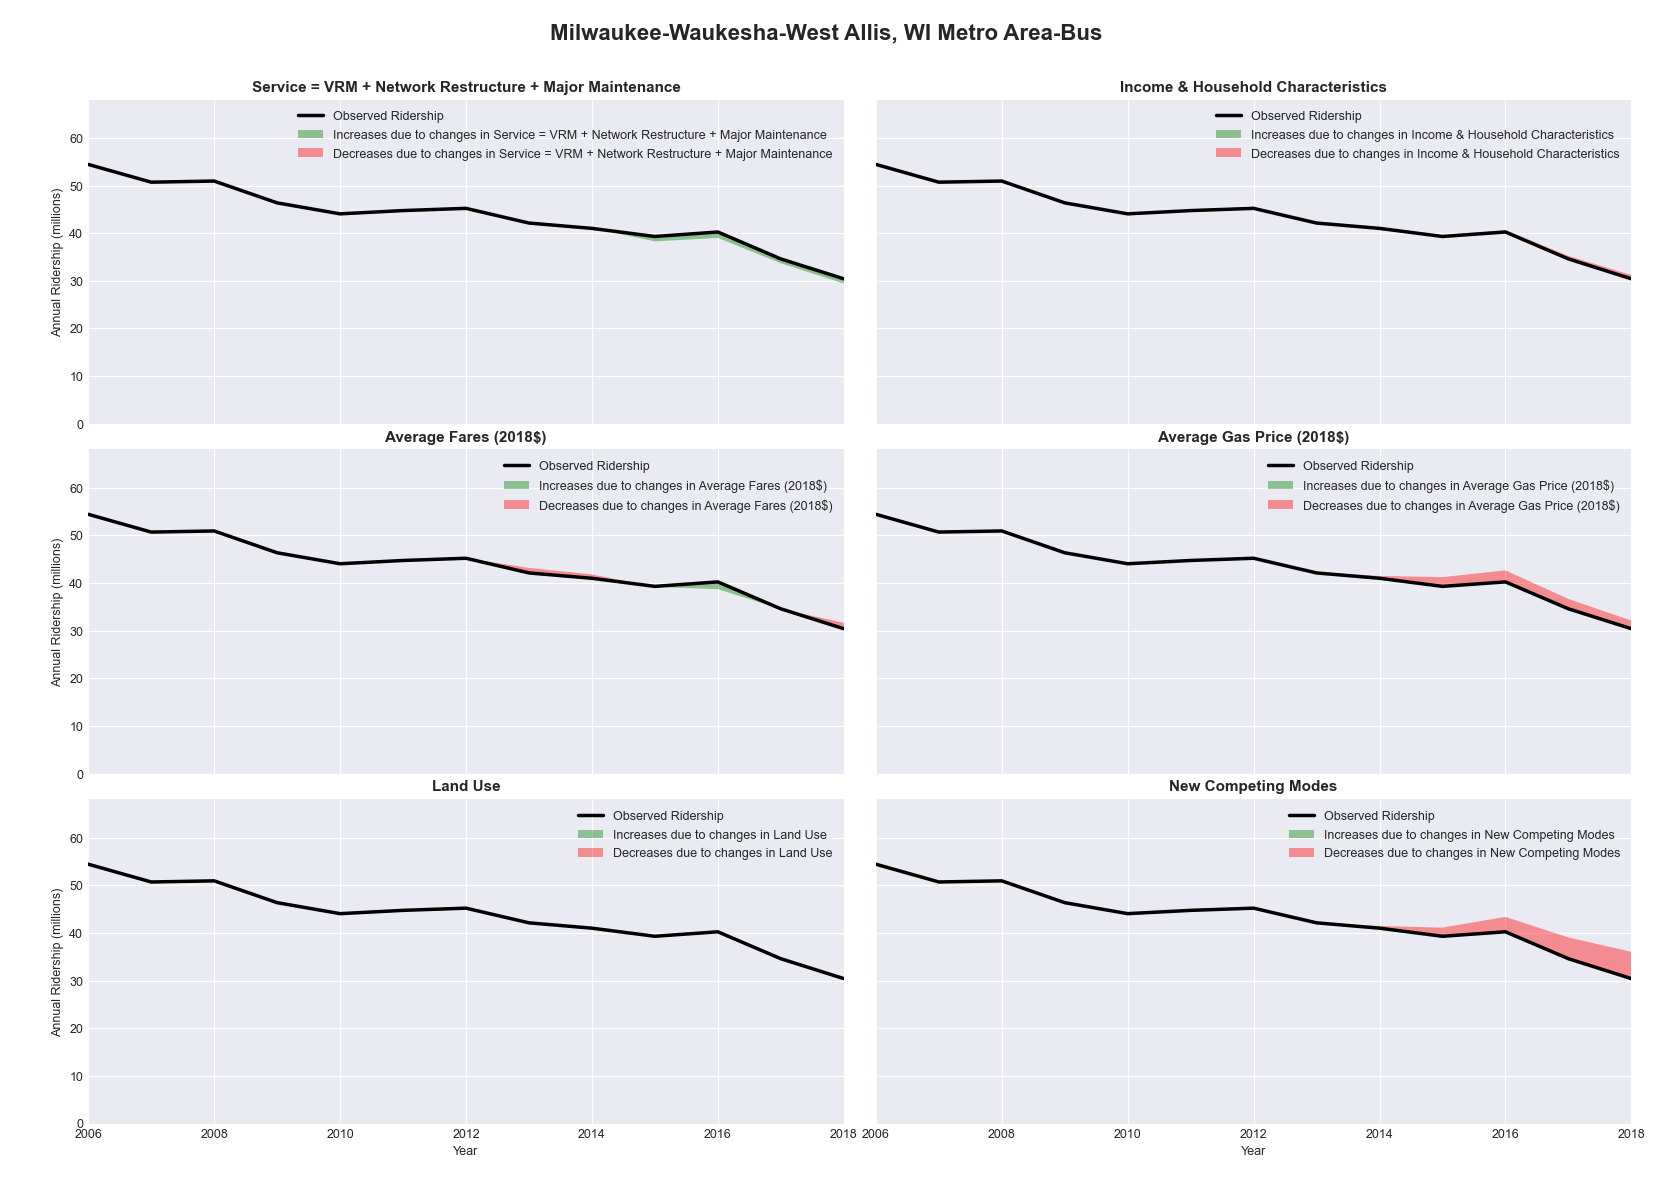 Milwaukee-Waukesha-West Allis, WI Metro Area-Bus
Service = VRM + Network Restructure + Major Maintenance
Observed Ridership
Increases due to changes in Service = VRM + Network Restructure + Major Maintenance
Decreases due to changes in Service = VRM + Network Restructure + Major Maintenance
Annual Ridership (millions)
60
50
40
30
20
10
0
Income & Household Characteristics
Observed Ridership
Increases due to changes in Income & Household Characteristics
Decreases due to changes in Income & Household Characteristics
Average Fares (2018$)
Observed Ridership
Increases due to changes in Average Fares (2018$)
Decreases due to changes in Average Fares (2018$)
Annual Ridership (millions)
60
50
40
30
20
10
0
Average Gas Price (2018$)
Observed Ridership
Increases due to changes in Average Gas Price (2018$)
Decreases due to changes in Average Gas Price (2018$)
Land Use
Observed Ridership
Increases due to changes in Land Use
Decreases due to changes in Land Use
Annual Ridership (millions)
60
50
40
30
20
10
0
2006 2008 2010 2012 2014 2016 2018
Year
New Competing Modes
Observed Ridership
Increases due to changes in New Competing Modes
Decreases due to changes in New Competing Modes
2006 2008 2010 2012 2014 2016 2018
Year